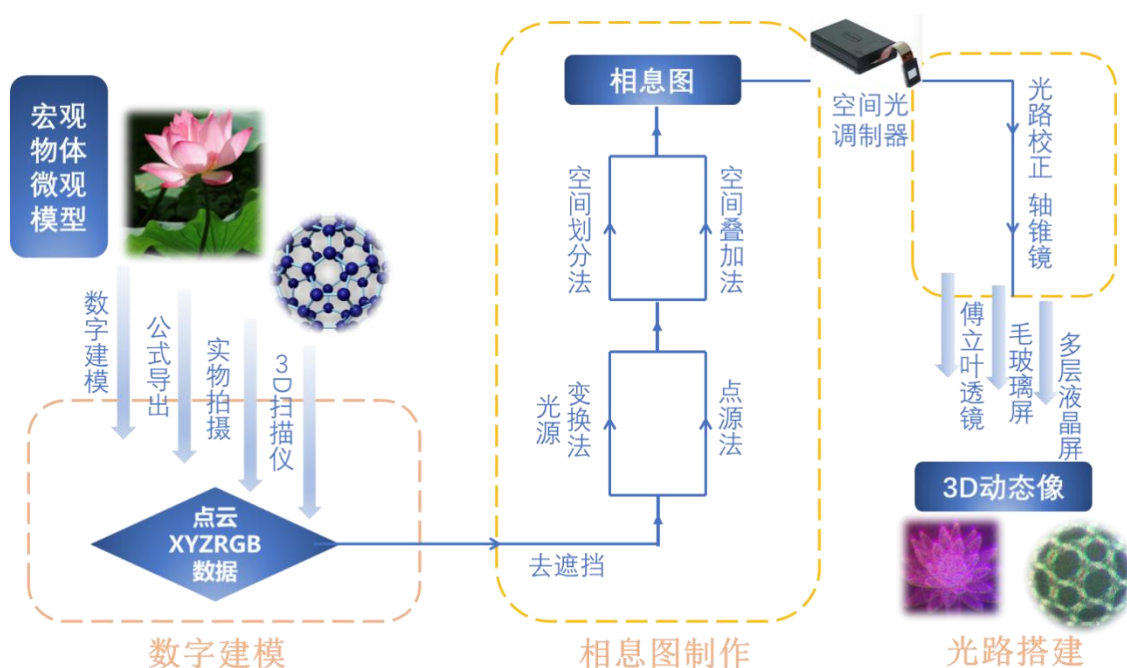 宏观
物体
微观
模型
数字建模
公式导出
实物拍摄
3D扫描仪
点云
XYZRGB
数据
数字建模
去遮挡
光源
变换法
点源法
空间划分法
空间叠加法
相息图
相息图制作
空间光
调制器
光路校正 轴锥镜
傅立叶透镜
毛玻璃屏
多层液晶屏
3D动态像
光路搭建